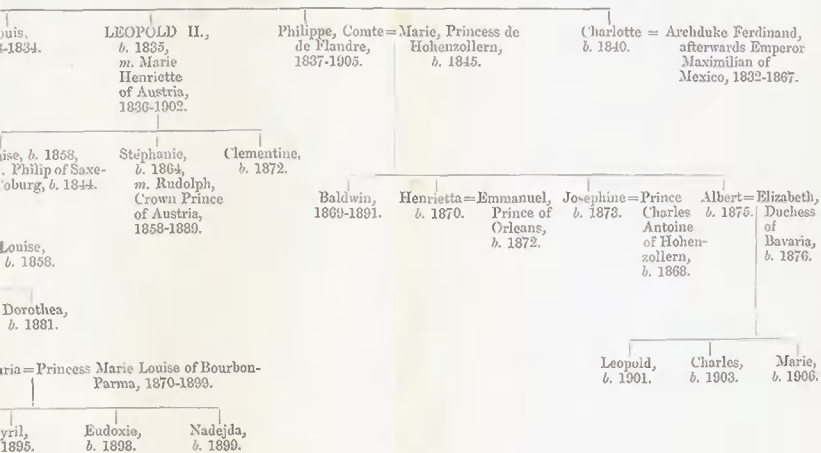 LEOPOLD II.,
b. 1835,
m. Marie
Henriette
of Austria,
1836-1902.
Philippe, Comte=Marie, Princess de
de Flandre, Hohenzollern,
1837-1905. b. 1845.
Charlotte = Archduke Ferdinand,
b. 1840. afterwards Emperor
Maximilian of
Mexico, 1832-1867.
b. 1858,
Philip of Saxe-
b. 1844.
Stéphanie,
b. 1864,
m. Rudolph,
Crown Prince
of Austria,
1858-1889.
Clementine,
b. 1872.
Baldwin,
1869-1891.
Henrietta=Emmanuel,
b. 1870. Prince of
Orleans,
b. 1872.
Josephine=Prince
b. 1873. Charles
Antoine
of Hohen-
zollern,
b. 1868.
Albert=Elizabeth,
b. 1875. Duchess
of
Bavaria,
b. 1876.
Louise,
b. 1858.
Dorothea,
b. 1881.
Leopold,
b. 1901.
Charles,
b. 1903.
Marie,
b. 1906.
=Princess Marie Louise of Bourbon-
Parma, 1870-1899.
1895.
Eudoxie,
b. 1898.
Nadejda,
b. 1899.